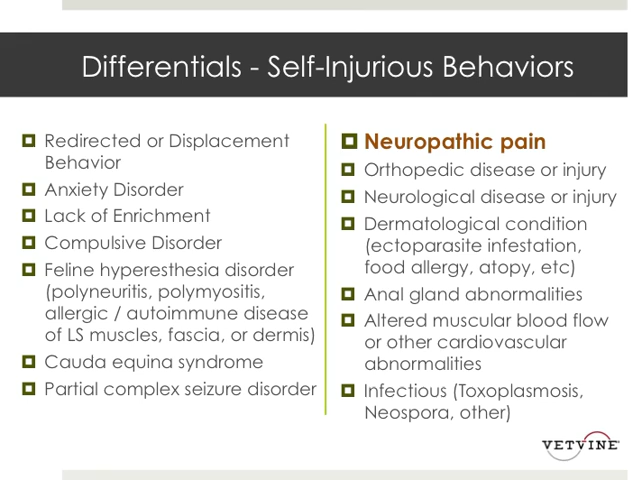 Differentials - Self-Injurious Behaviors
Redirected or Displacement
Behavior
Anxiety Disorder
Lack of Enrichment
Compulsive Disorder
Feline hyperesthesia disorder
(polyneuritis, polymyositis,
allergic / autoimmune disease
of LS muscles, fascia, or dermis)
Cauda equina syndrome
Partial complex seizure disorder
Neuropathic pain
Orthopedic disease or injury
Neurological disease or injury
Dermatological condition
(ectoparasite infestation,
food allergy, atopy, etc)
Anal gland abnormalities
Altered muscular blood flow
or other cardiovascular
abnormalities
Infectious (Toxoplasmosis,
Neospora, other)
VETVINE